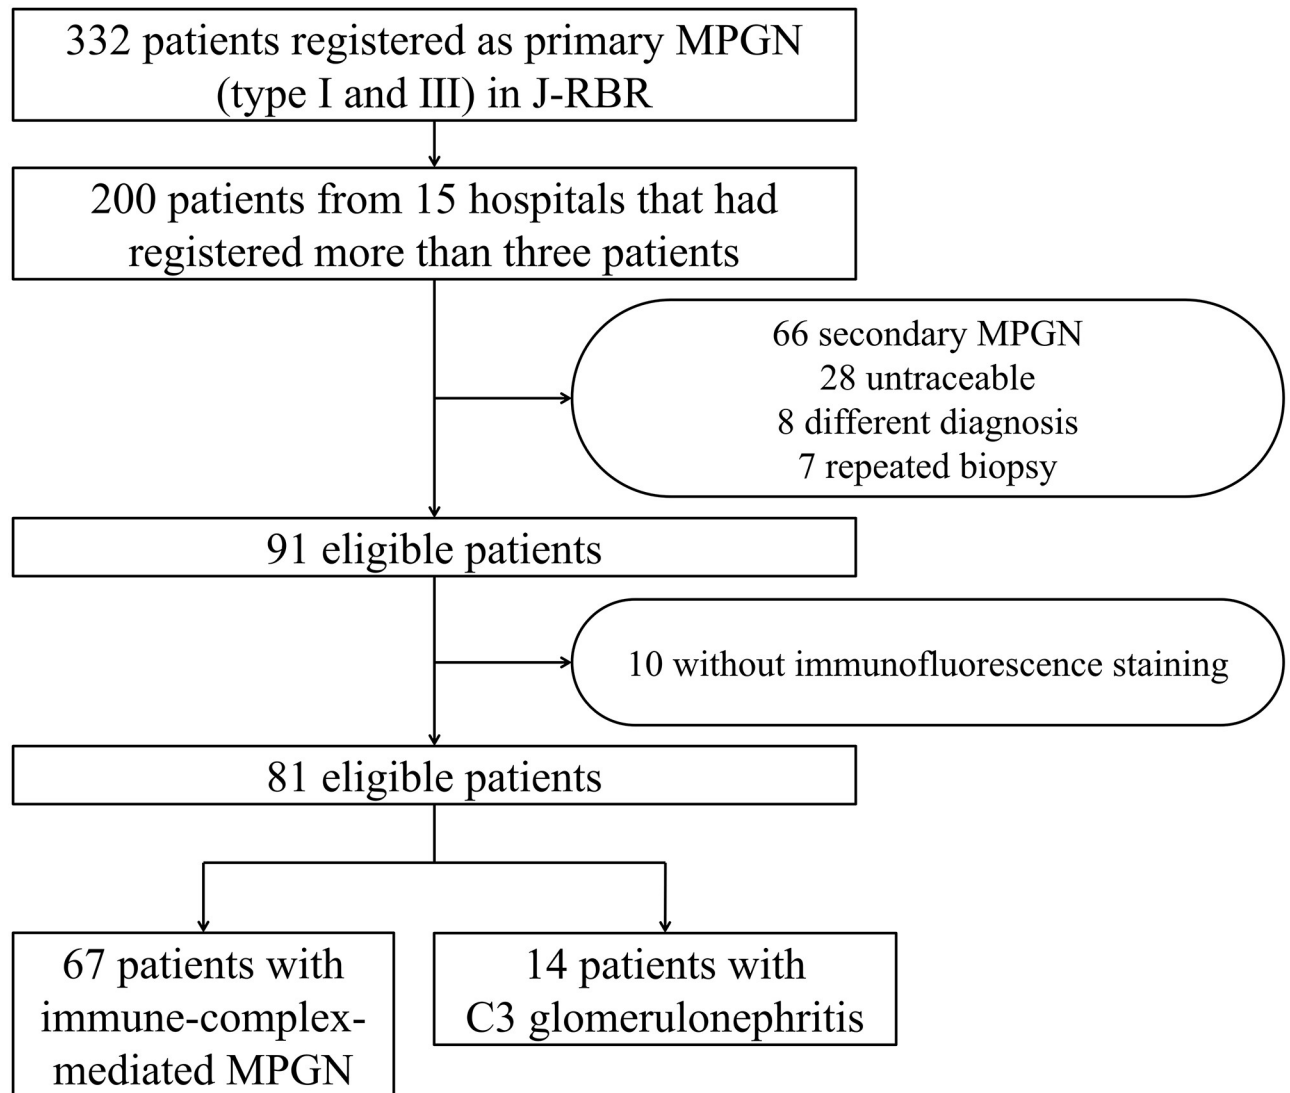 332 patients registered as primary MPGN
(type I and III) in J-RBR
200 patients from 15 hospitals that had
registered more than three patients
66 secondary MPGN
28 untraceable
8 different diagnosis
7 repeated biopsy
91 eligible patients
10 without immunofluorescence staining
81 eligible patients
67 patients with
immune-complex-
mediated MPGN
14 patients with
C3 glomerulonephritis